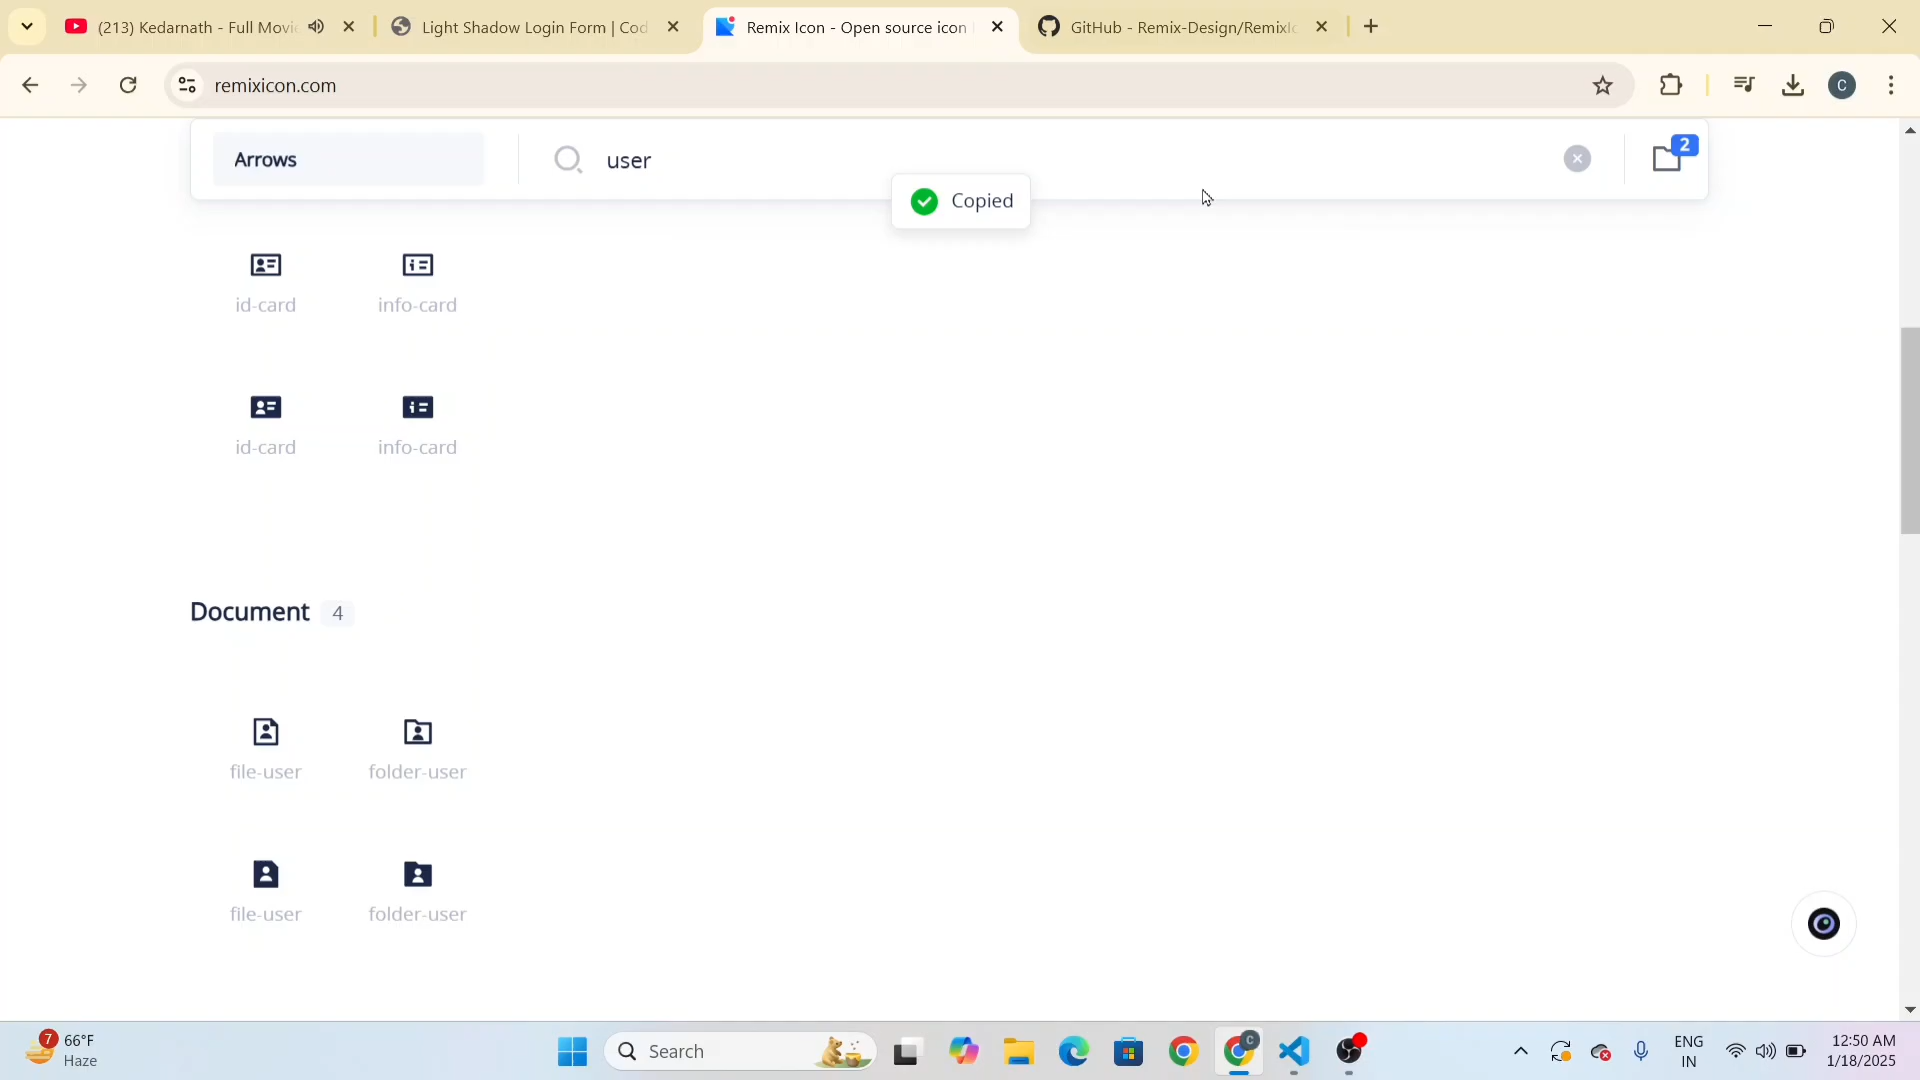 (213) Kedarnath - Full Movie
Light Shadow Login Form | Cod
Remix Icon - Open source icon
GitHub - Remix-Design/RemixIc
remixicon.com
C
Arrows
user
2
Copied
id-card info-card
id-card info-card
Document 4
file-user folder-user
file-user folder-user
7
66°F
Haze
Search
C
ENG
IN
12:50 AM
1/18/2025